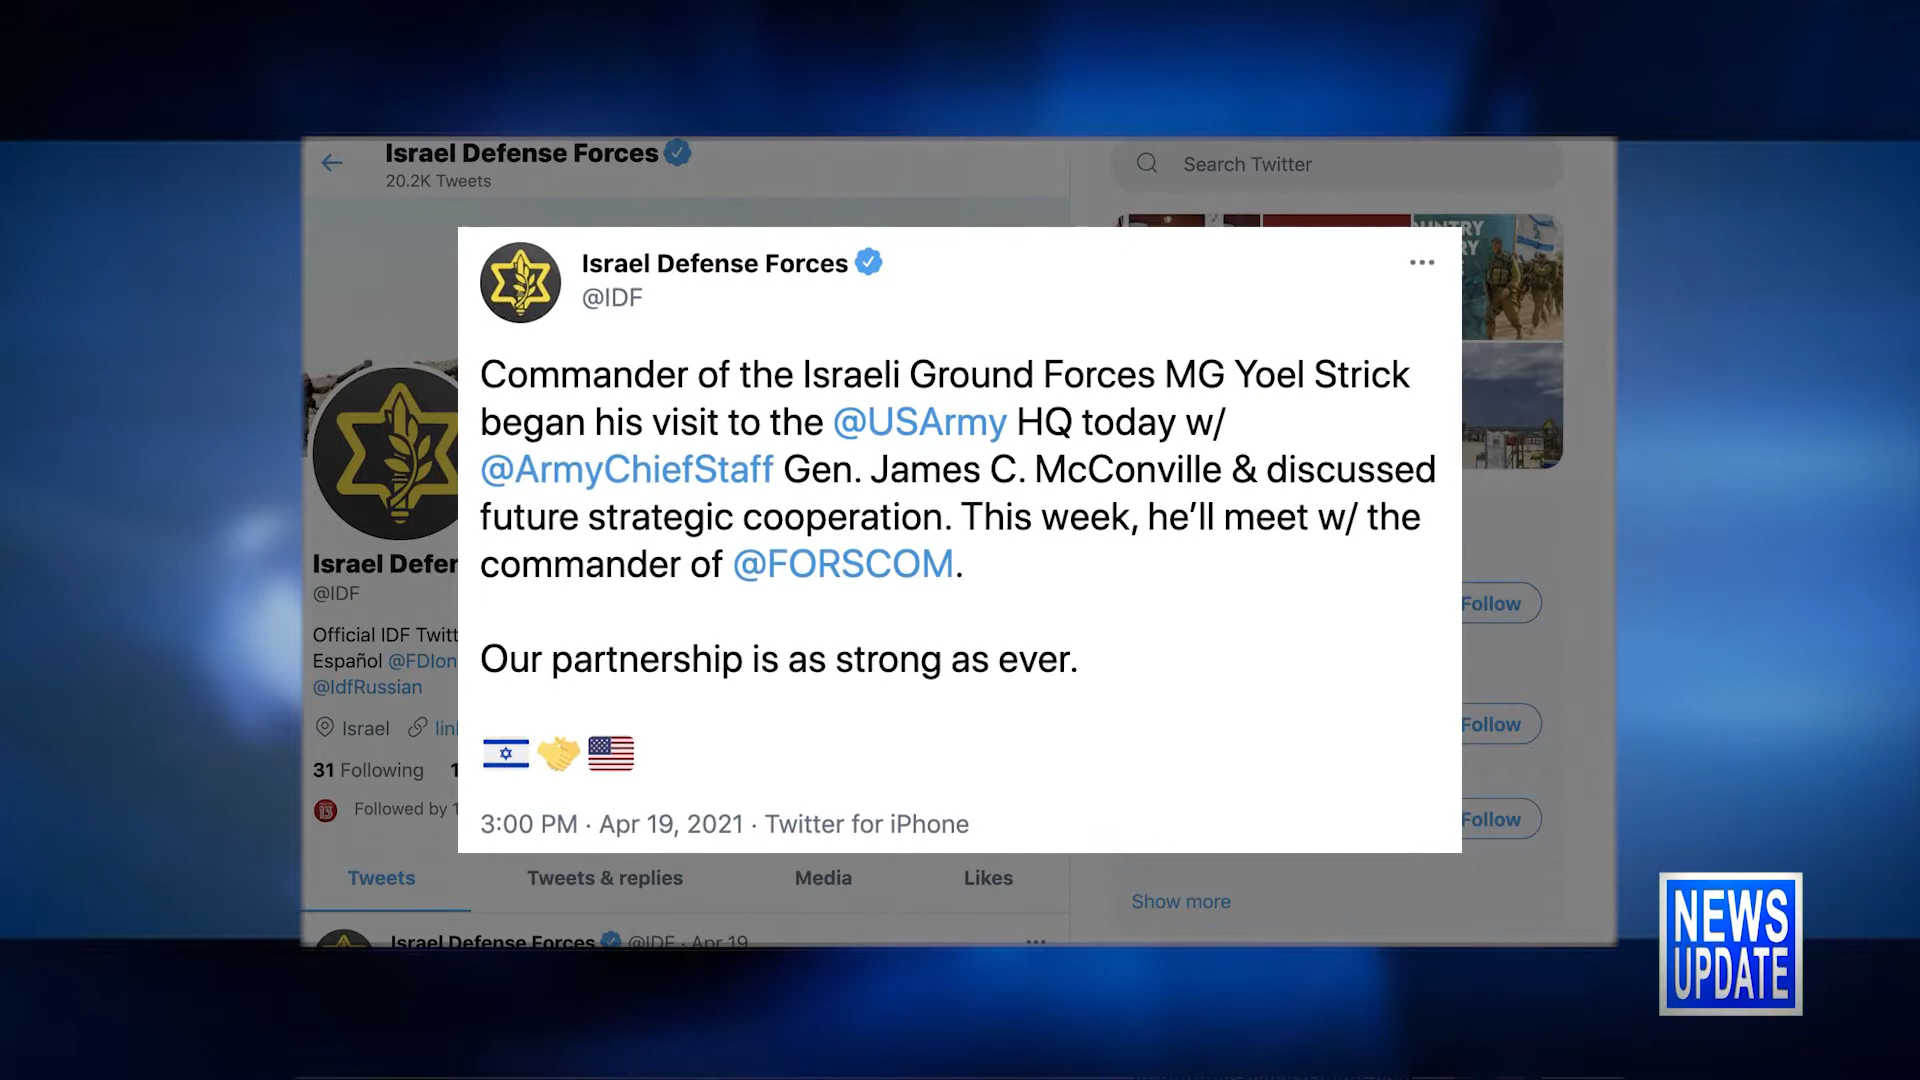 Israel Defense Forces
20.2K Tweets
Search Twitter
Israel Defense Forces
@IDF
Commander of the Israeli Ground Forces MG Yoel Strick
began his visit to the @USArmy HQ today w/
@ArmyChiefStaff Gen. James C. McConville & discussed
future strategic cooperation. This week, he’ll meet w/ the
commander of @FORSCOM.
Our partnership is as strong as ever.
3:00 PM · Apr 19, 2021 · Twitter for iPhone
Israel Defer
@IDF
Official IDF Twitt
Español @FDIon
@IdfRussian
Israel
31 Following
Followed by
Follow
Follow
Follow
Tweets
Tweets & replies
Media
Likes
Show more
Israel Defense Forces @IDF · Apr 19
NEWS
UPDATE